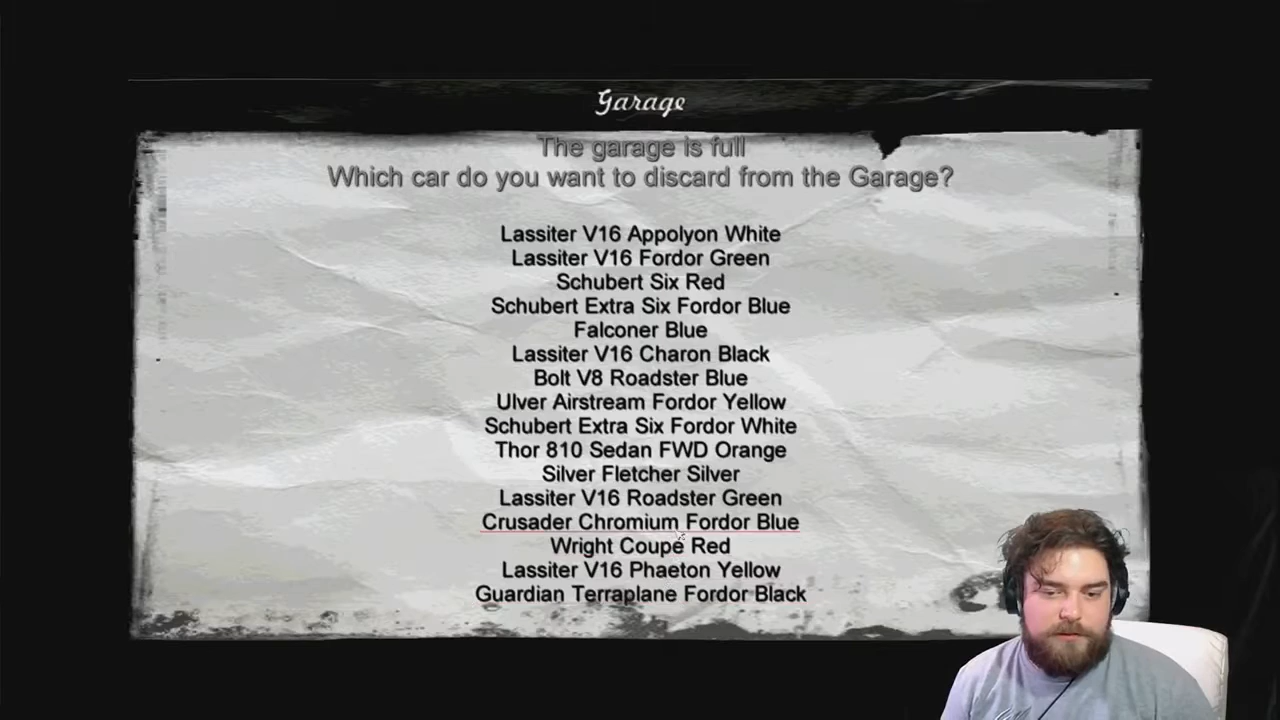 Garage
The garage is full
Which car do you want to discard from the Garage?
Lassiter V16 Appolyon White
Lassiter V16 Fordor Green
Schubert Six Red
Schubert Extra Six Fordor Blue
Falconer Blue
Lassiter V16 Charon Black
Bolt V8 Roadster Blue
Ulver Airstream Fordor Yellow
Schubert Extra Six Fordor White
Thor 810 Sedan FWD Orange
Silver Fletcher Silver
Lassiter V16 Roadster Green
Crusader Chromium Fordor Blue
Wright Coupe Red
Lassiter V16 Phaeton Yellow
Guardian Terraplane Fordor Black